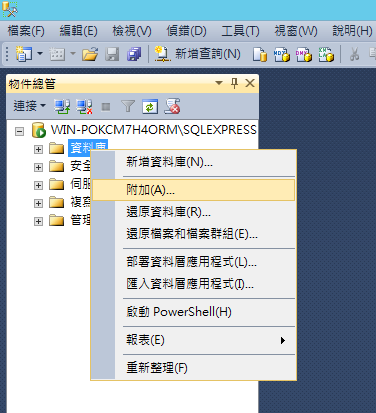 檔案(F) 編輯(E) 檢視(V) 偵錯(D) 工具(T) 視窗(W) 說明(H)
新增查詢(N)
物件總管
連接
WIN-POKCM7H4ORM\SQLEXPRESS
資料庫
安全
伺服
複寫
管理
新增資料庫(N)...
附加(A)...
還原資料庫(R)...
還原檔案和檔案群組(E)...
部署資料層應用程式(L)...
匯入資料層應用程式(I)...
啟動 PowerShell(H)
報表(E)
重新整理(F)